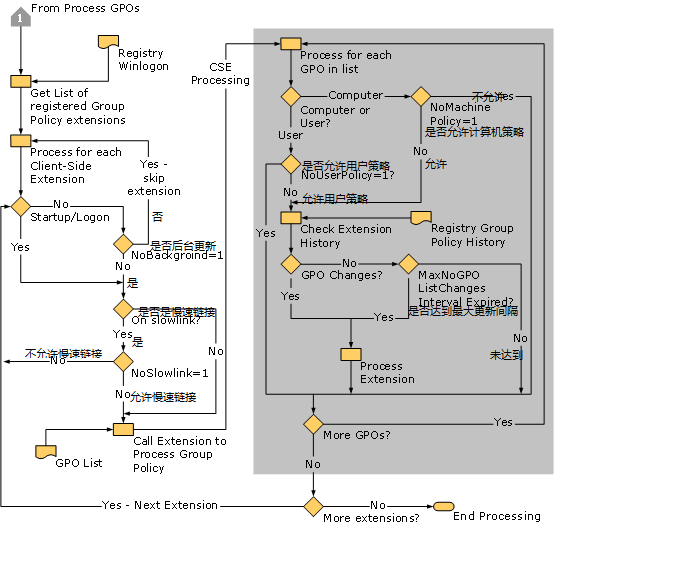 1
From Process GPOs
Registry
Winlogon
Get List of
registered Group
Policy extensions
Process for each
Client-Side
Extension
Yes -
skip
extension
No
Startup/Logon
否
Yes
是否后台更新
NoBackgrond=1
No
是
是否是慢速链接
On slowlink?
Yes
是
No
不允许慢速链接
No
NoSlowlink=1
No
允许慢速链接
Call Extension to
Process Group
Policy
GPO List
CSE
Processing
Process for each
GPO in list
Computer
Computer or
User?
不允许
Yes
NoMachine
Policy=1
是否允许计算机策略
User
No
允许
是否允许用户策略
NoUserPolicy=1?
No
允许用户策略
Yes
Check Extension
History
Registry Group
Policy History
No
GPO Changes?
MaxNoGPO
ListChanges
Interval Expired?
是否达到最大更新间隔
Yes
Yes
No
未达到
Process
Extension
Yes
More GPOs?
No
Yes - Next Extension
No
More extensions?
End Processing